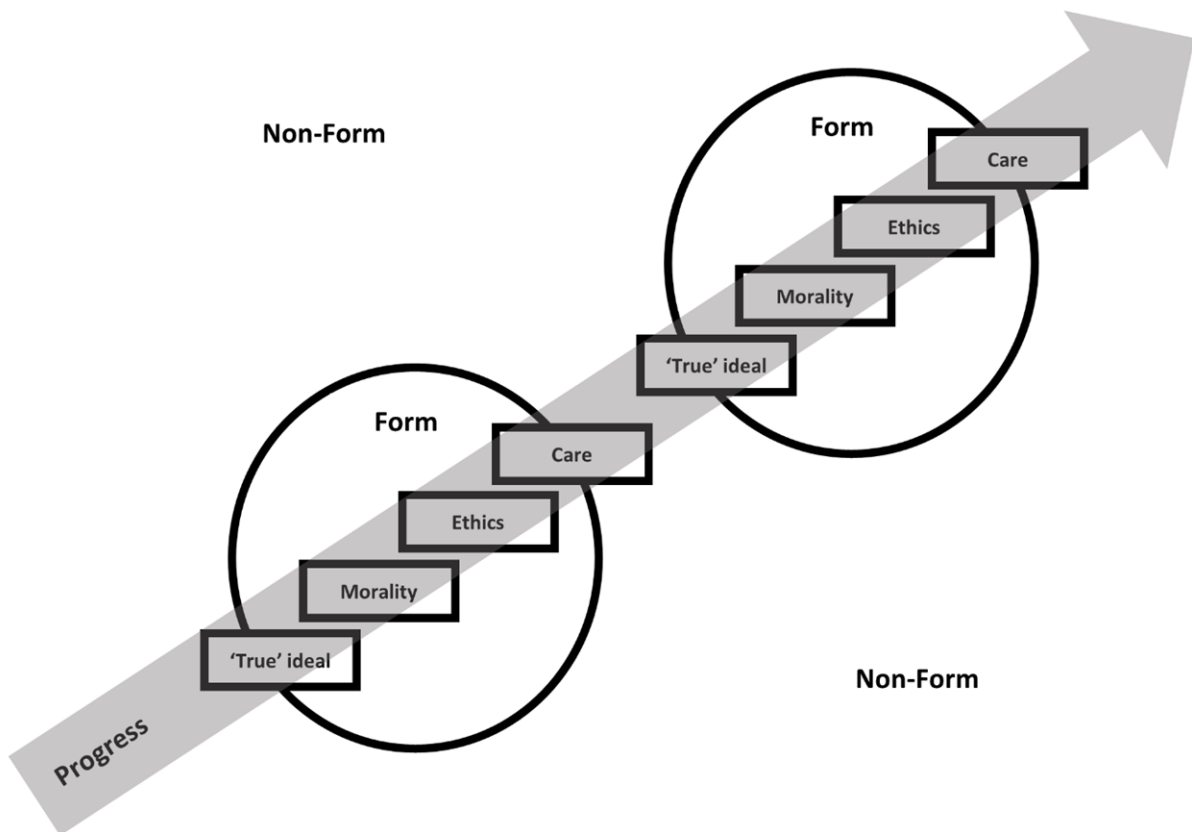 Non-Form
Form
Care
Ethics
Morality
‘True’ ideal
Form
Care
Ethics
Morality
‘True’ ideal
Non-Form
Progress